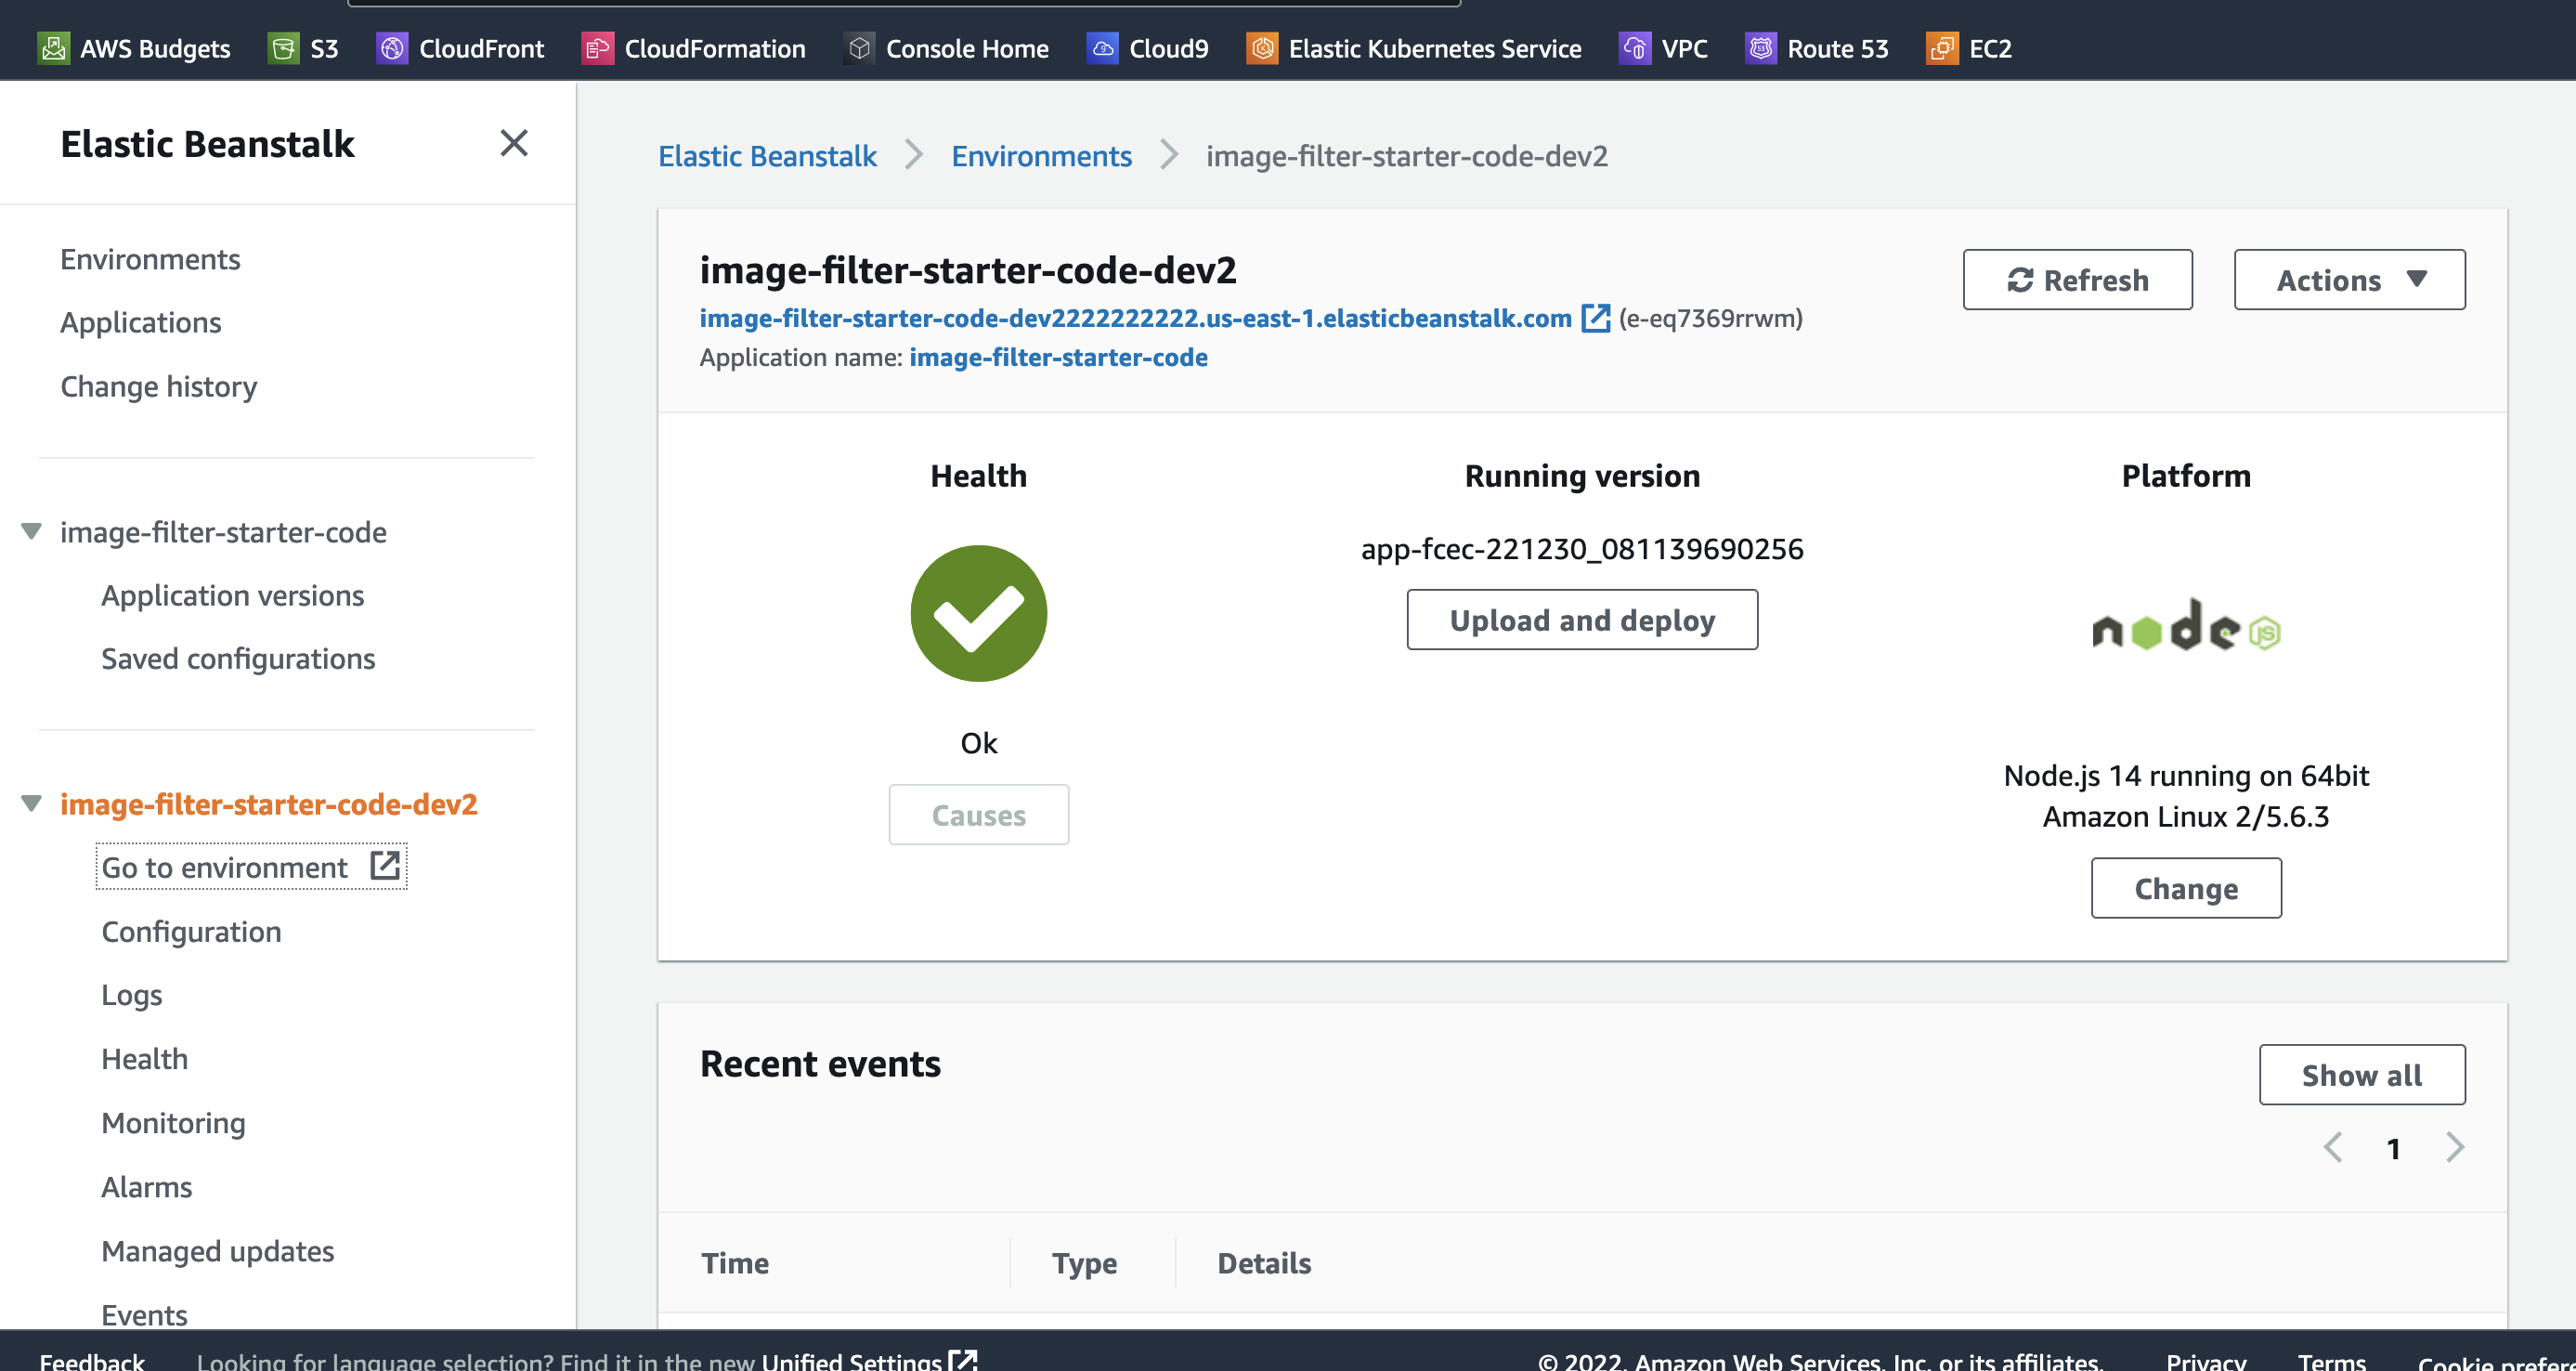 AWS Budgets S3 CloudFront CloudFormation Console Home Cloud9 Elastic Kubernetes Service VPC Route 53 EC2
Elastic Beanstalk
Environments
Applications
Change history
image-filter-starter-code
Application versions
Saved configurations
image-filter-starter-code-dev2
Go to environment
Configuration
Logs
Health
Monitoring
Alarms
Managed updates
Events
Elastic Beanstalk Environments image-filter-starter-code-dev2
image-filter-starter-code-dev2
Refresh Actions
image-filter-starter-code-dev2222222222.us-east-1.elasticbeanstalk.com (e-eq7369rrwm)
Application name: image-filter-starter-code
Health
Ok
Causes
Running version
app-fcec-221230_081139690256
Upload and deploy
Platform
node JS
Node.js 14 running on 64bit
Amazon Linux 2/5.6.3
Change
Recent events
Show all
1
Time Type Details
Feedback Looking for language selection? Find it in the new Unified Settings © 2022, Amazon Web Services, Inc. or its affiliates. Privacy Terms Cookie